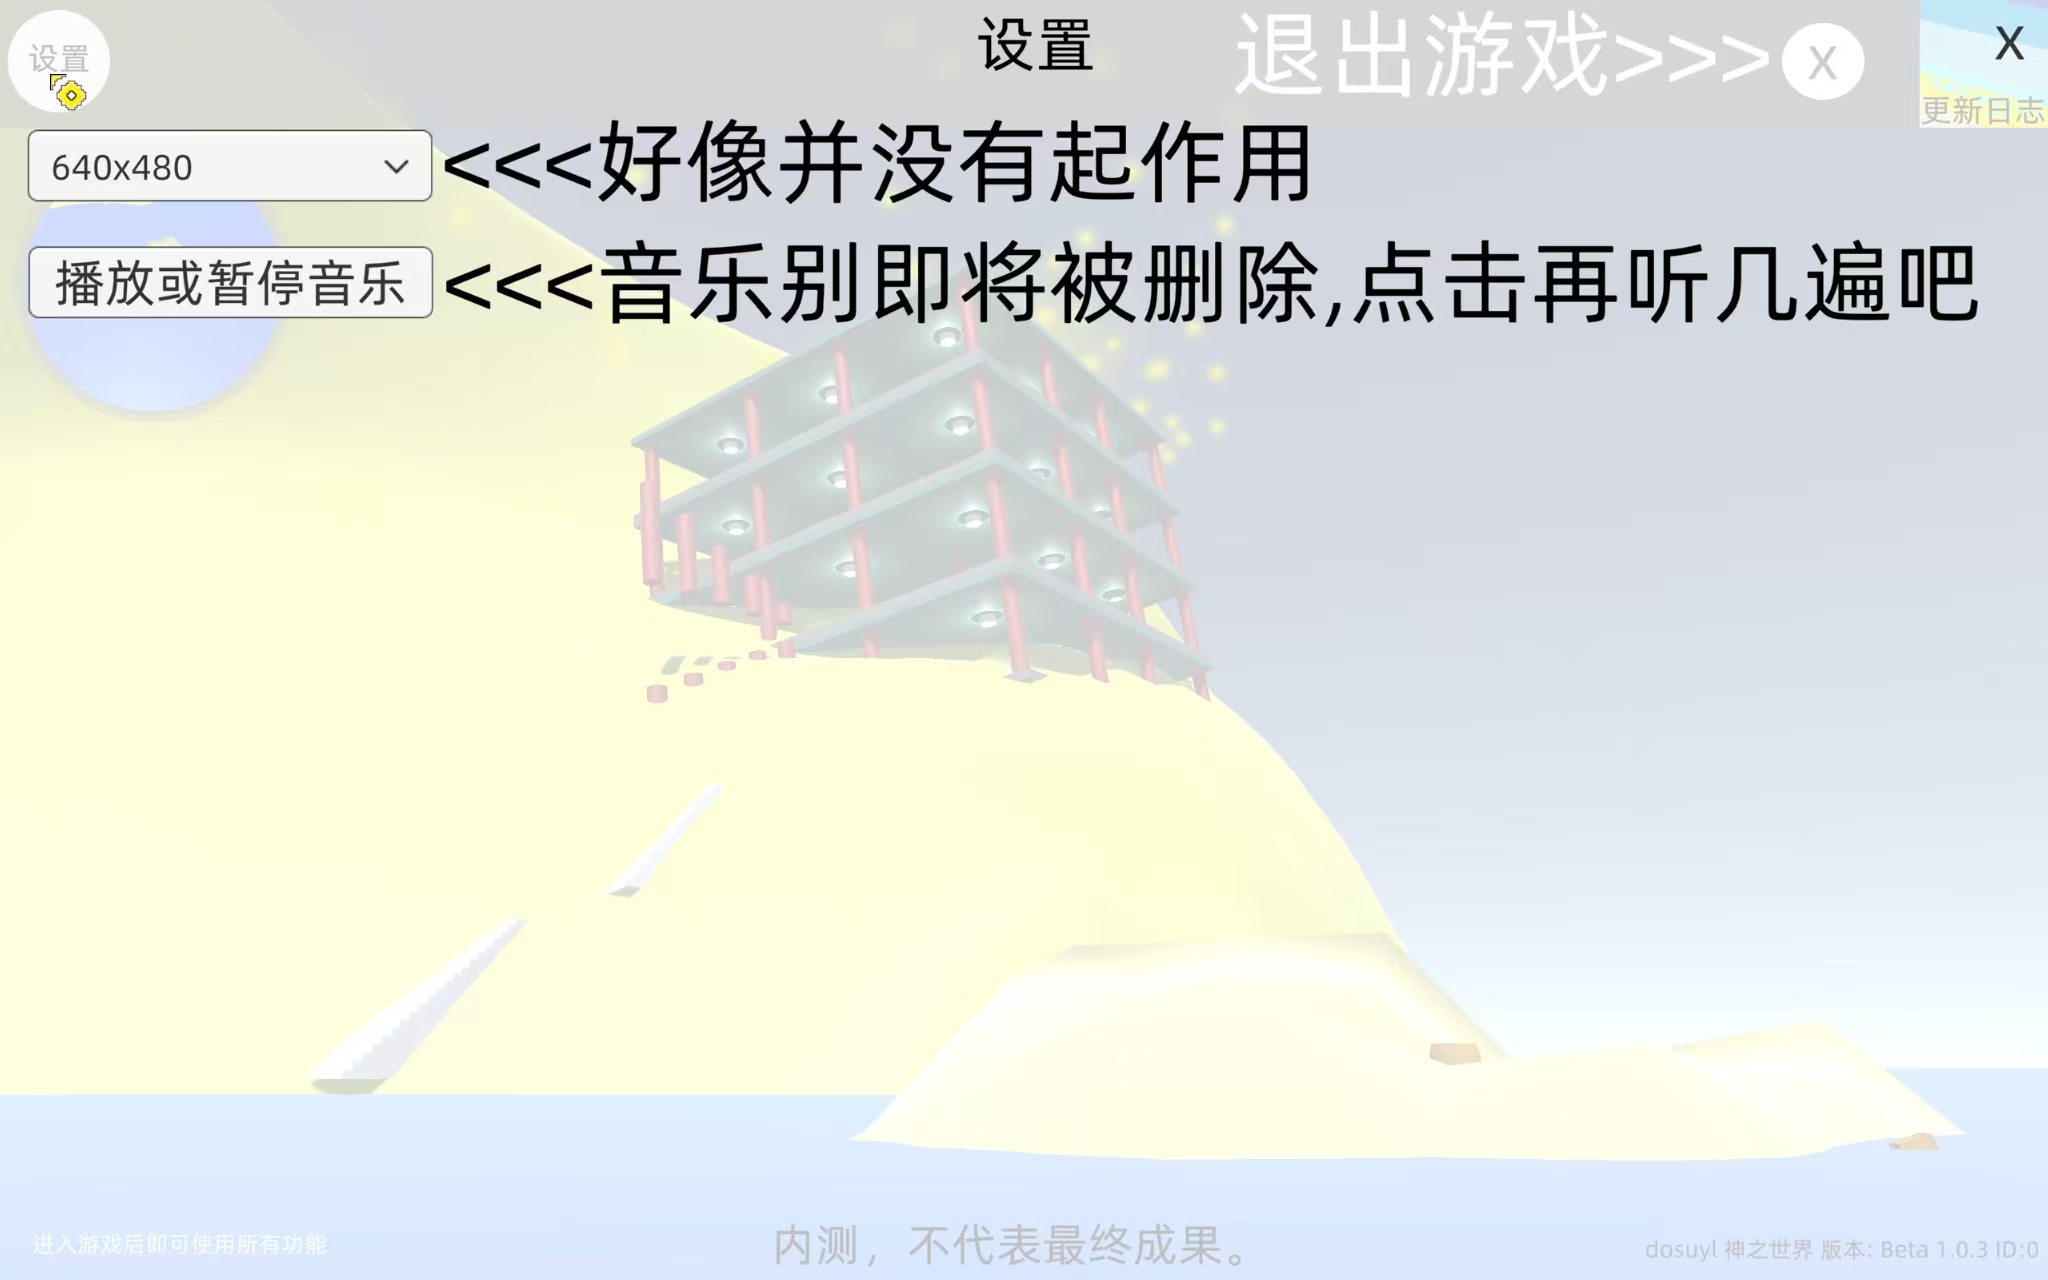 设置
设置
退出游戏>>>
X
X
更新日志
640x480
<<<好像并没有起作用
播放或暂停音乐
<<<音乐别即将被删除,点击再听几遍吧
进入游戏后即可使用所有功能
内测，不代表最终成果。
dosuyl 神之世界 版本: Beta 1.0.3 ID:0